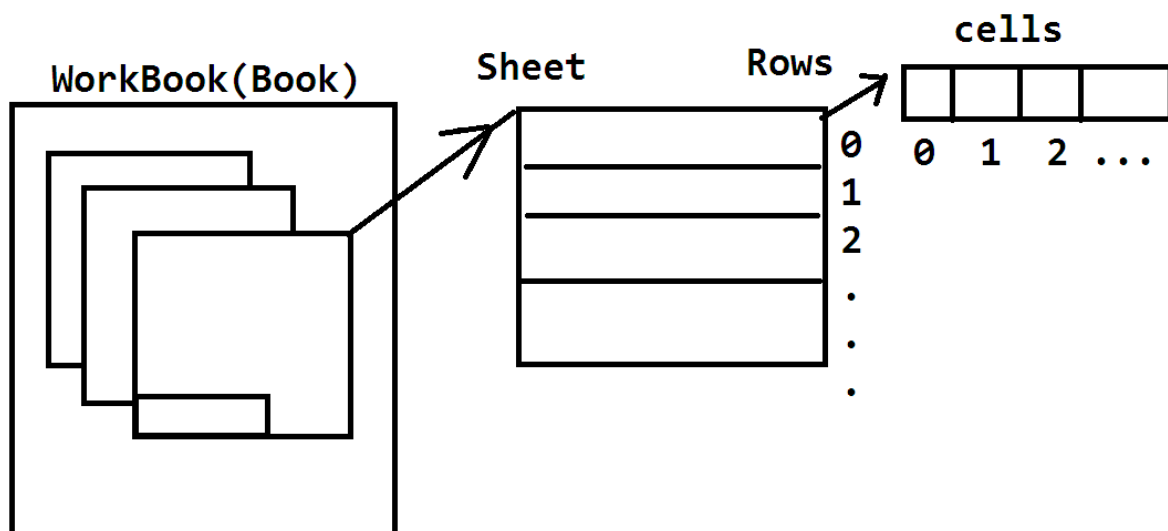 WorkBook(Book)
Sheet
Rows
cells
0
1
2
.
.
.
0 1 2 ...